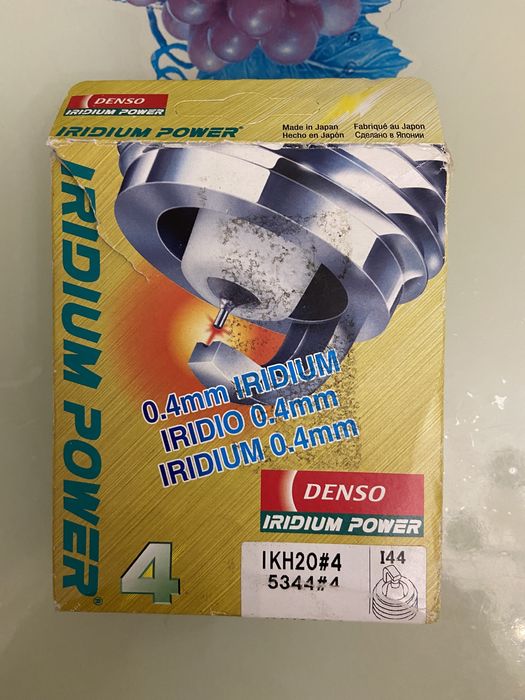 DENSO
IRIDIUM POWER
IRIDIUM POWER®
Made in Japan
Hecho en Japón
Fabriqué au Japon
Сделано в Японии
IRIDIUM POWER®
0.4mm IRIDIUM
IRIDIO 0.4mm
IRIDIUM 0.4mm
DENSO
IRIDIUM POWER
4
IKH20#4
5344#4
I44